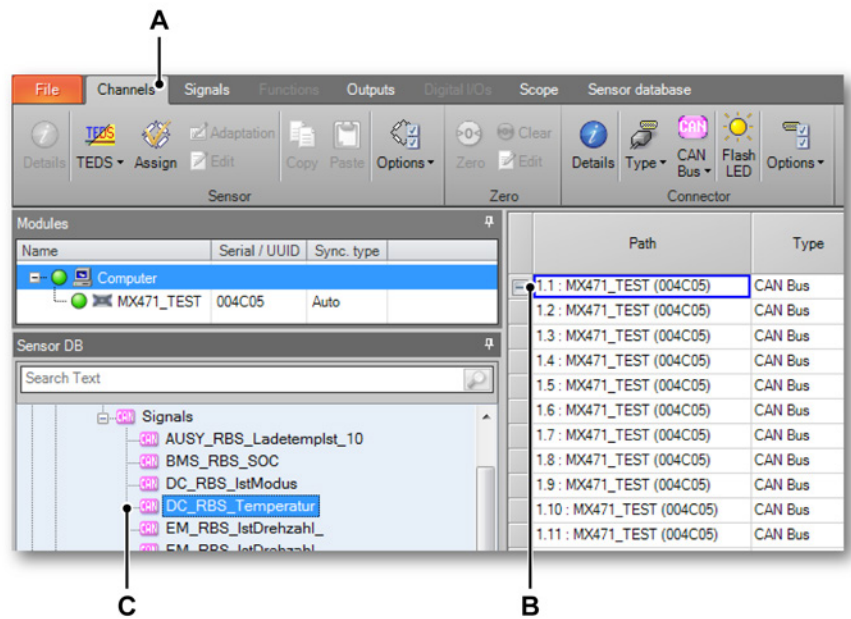 A
File Channels Signals Functions Outputs Digital I/Os Scope Sensor database
Details TEDS Assign Adaptation Edit Copy Paste Options Zero Clear Edit Details Type CAN Bus Flash LED Options
Sensor Zero Connector
Modules
Name Serial / UUID Sync. type
Computer
MX471_TEST 004C05 Auto
Sensor DB
Search Text
Signals
AUSY_RBS_LadetempIst_10
BMS_RBS_SOC
DC_RBS_IstModus
DC_RBS_Temperatur
EM_RBS_IstDrehzahl_
EM_RBS_IstDrehzahl
Path Type
1.1 : MX471_TEST (004C05) CAN Bus
1.2 : MX471_TEST (004C05) CAN Bus
1.3 : MX471_TEST (004C05) CAN Bus
1.4 : MX471_TEST (004C05) CAN Bus
1.5 : MX471_TEST (004C05) CAN Bus
1.6 : MX471_TEST (004C05) CAN Bus
1.7 : MX471_TEST (004C05) CAN Bus
1.8 : MX471_TEST (004C05) CAN Bus
1.9 : MX471_TEST (004C05) CAN Bus
1.10 : MX471_TEST (004C05) CAN Bus
1.11 : MX471_TEST (004C05) CAN Bus
C B